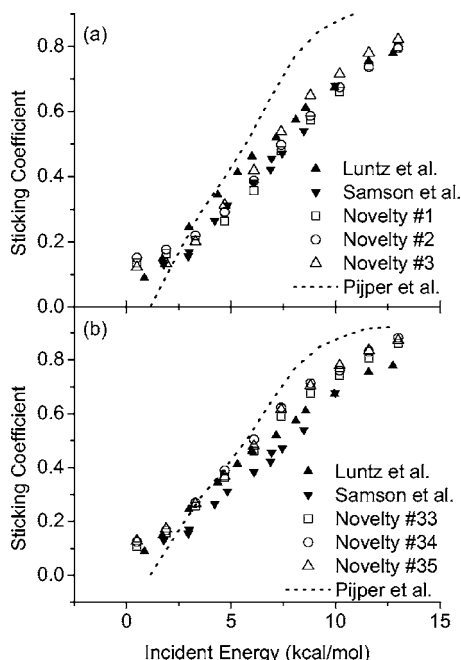 (a)
0.8
0.6
0.4
0.2
0.0
Sticking Coefficient
Luntz et al.
Samson et al.
Novelty #1
Novelty #2
Novelty #3
Pijper et al.
(b)
0.8
0.6
0.4
0.2
0.0
Sticking Coefficient
Luntz et al.
Samson et al.
Novelty #33
Novelty #34
Novelty #35
Pijper et al.
0 5 10 15
Incident Energy (kcal/mol)